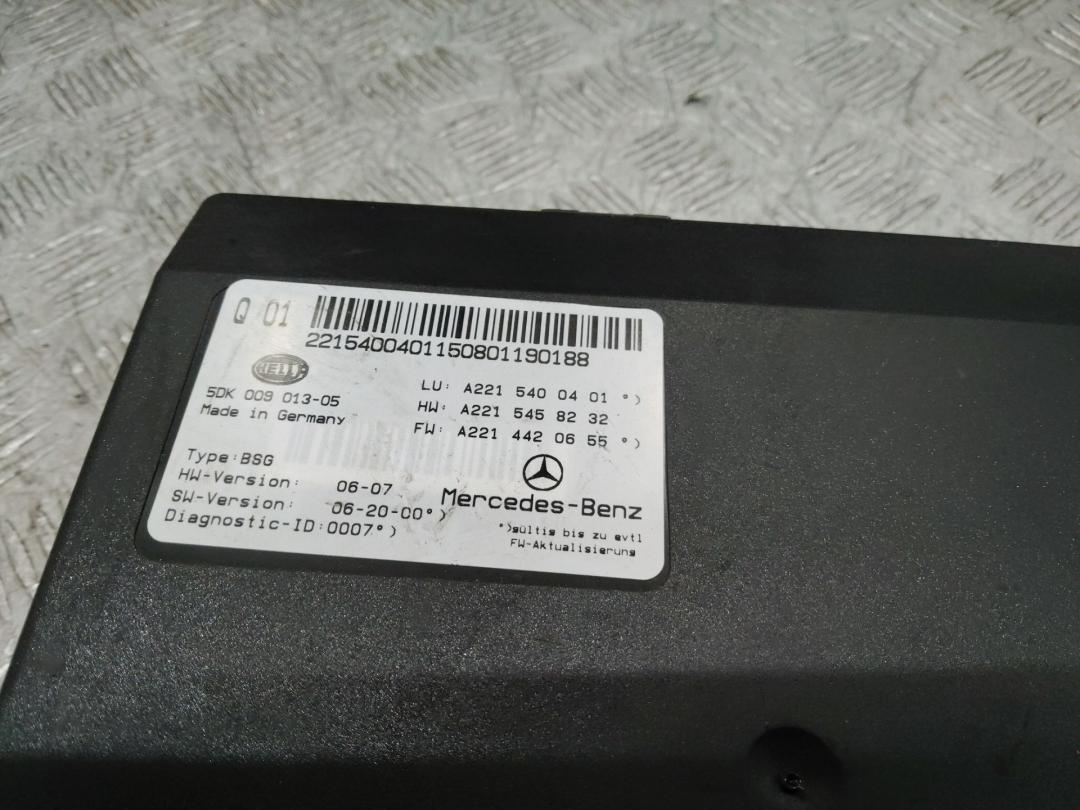 Q 01
2215400401150801190188
HELLA
5DK 009 013-05
Made in Germany
LU: A221 540 04 01 °)
HW: A221 545 82 32
FW: A221 442 06 55 °)
Type:BSG
HW-Version: 06-07
SW-Version: 06-20-00°)
Diagnostic-ID:0007°)
Mercedes-Benz
°)gültig bis zu evtl
FW-Aktualisierung